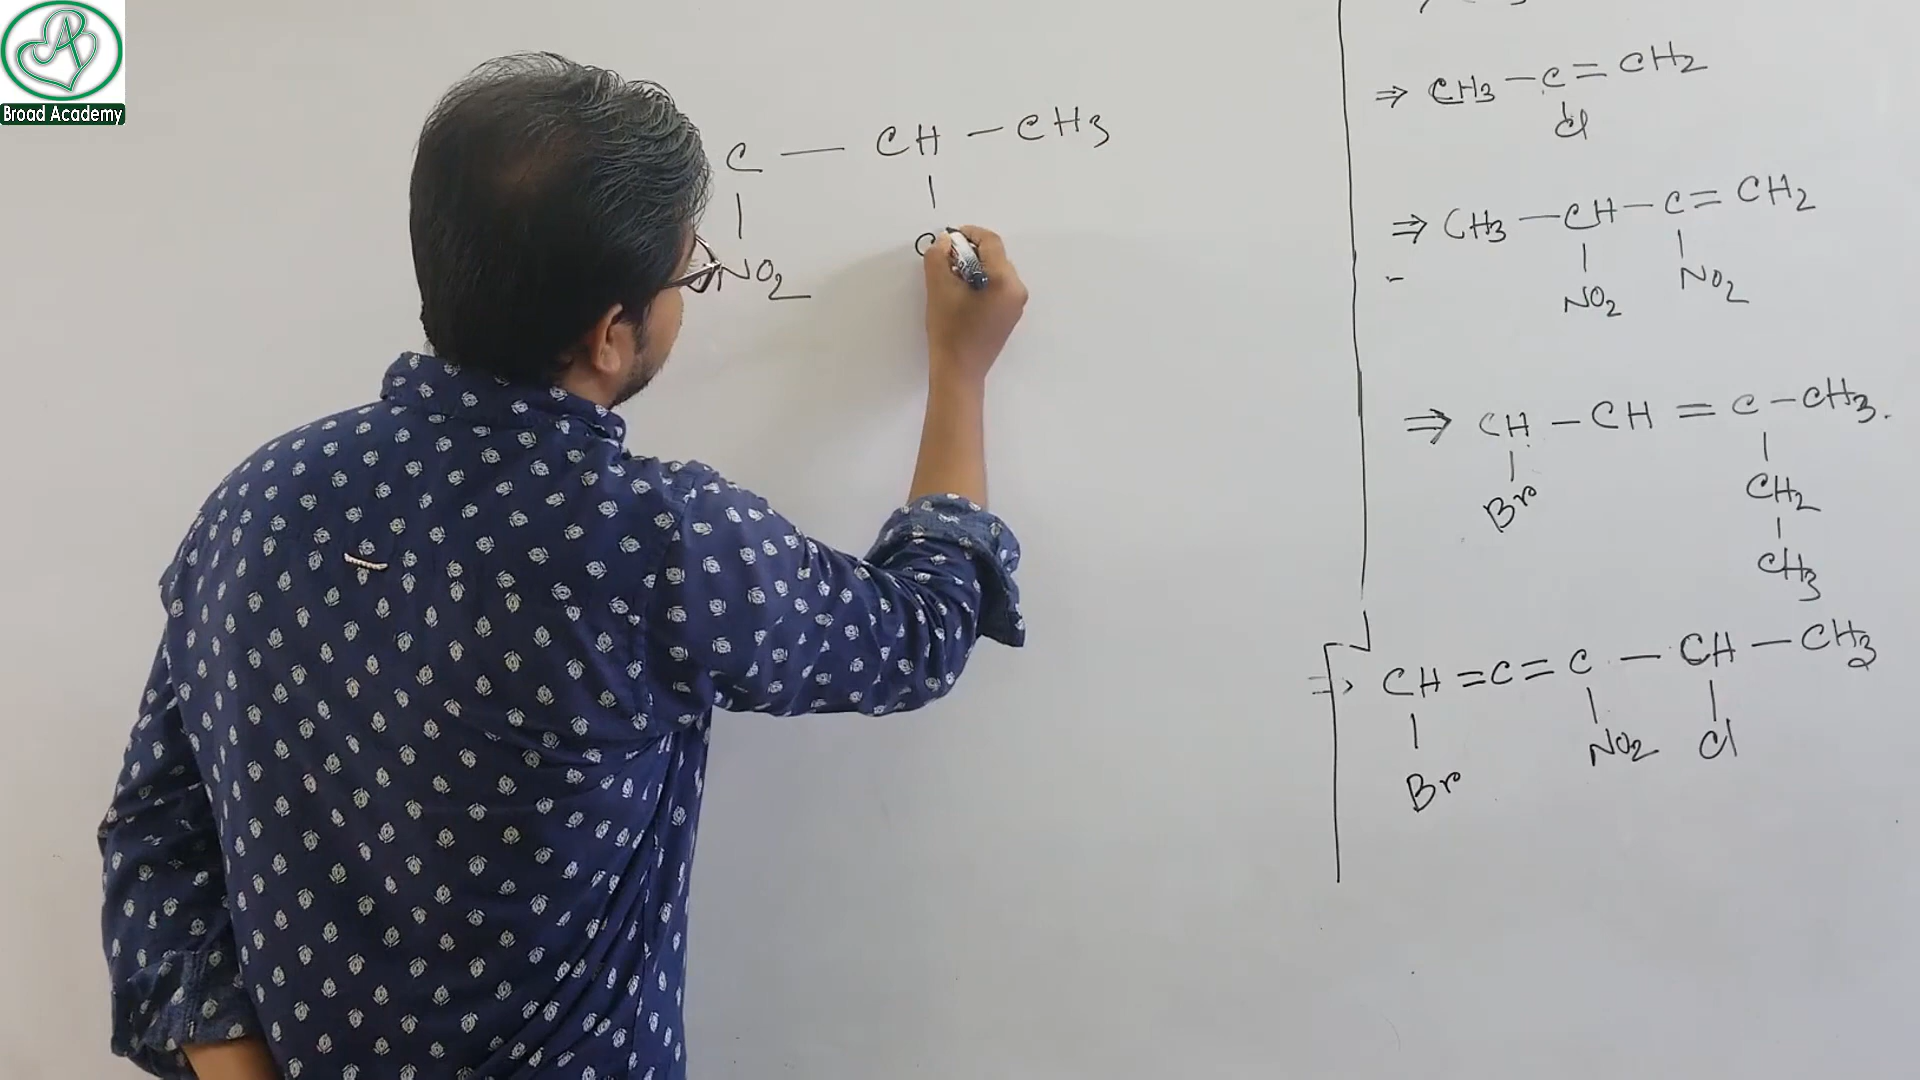 Broad Academy
C — CH — CH3
NO2
⇒ CH3 — C = CH2
Cl
⇒ CH3 — CH — C = CH2
NO2 NO2
⇒ CH — CH = C — CH3.
Br CH2
CH3
⇒ CH = C = C — CH — CH3
Br NO2 Cl